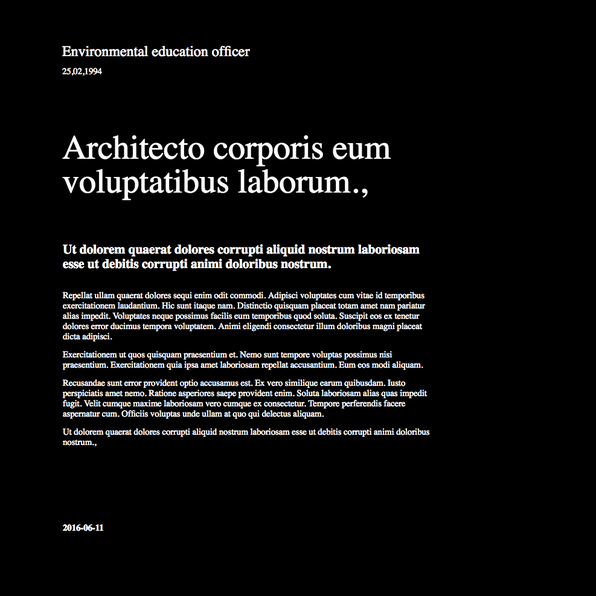 Environmental education officer
25,02,1994
Architecto corporis eum
voluptatibus laborum.,
Ut dolorem quaerat dolores corrupti aliquid nostrum laboriosam
esse ut debitis corrupti animi doloribus nostrum.
Repellat ullam quaerat dolores sequi enim odit commodi. Adipisci voluptates cum vitae id temporibus
exercitationem laudantium. Hic sunt itaque nam. Distinctio quisquam placeat totam amet nam pariatur
alias impedit. Voluptates neque possimus facilis eum temporibus quod soluta. Suscipit eos ex tenetur
dolores error ducimus tempora voluptatem. Animi eligendi consectetur illum doloribus magni placeat
dicta adipisci.
Exercitationem ut quos quisquam praesentium et. Nemo sunt tempore voluptas possimus nisi
praesentium. Exercitationem quia ipsa amet laboriosam repellat accusantium. Eum eos modi aliquam.
Recusandae sunt error provident optio accusamus est. Ex vero similique earum quibusdam. Iusto
perspiciatis amet nemo. Ratione asperiores saepe provident enim. Soluta laboriosam alias quas impedit
fugit. Velit cumque maxime laboriosam vero cumque ex consectetur. Tempore perferendis facere
aspernatur cum. Officiis voluptas unde ullam at quo qui delectus aliquam.
Ut dolorem quaerat dolores corrupti aliquid nostrum laboriosam esse ut debitis corrupti animi doloribus
nostrum.,
2016-06-11